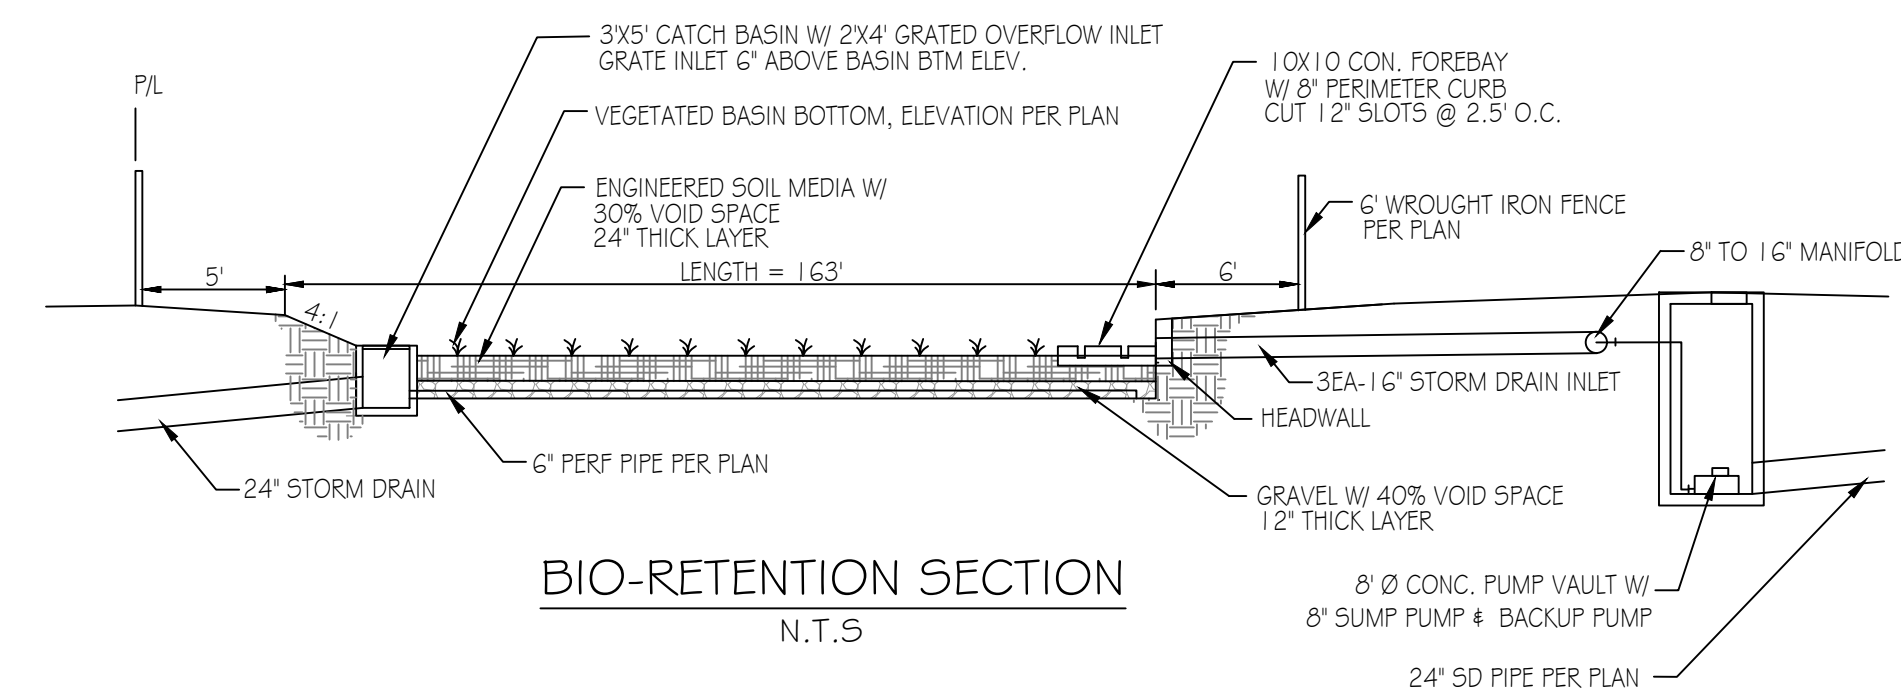 3'X5' CATCH BASIN W/ 2'X4' GRATED OVERFLOW INLET
GRATE INLET 6" ABOVE BASIN BTM ELEV.
10X10 CON. FOREBAY
W/ 8" PERIMETER CURB
CUT 12" SLOTS @ 2.5' O.C.
P/L
VEGETATED BASIN BOTTOM, ELEVATION PER PLAN
ENGINEERED SOIL MEDIA W/
30% VOID SPACE
24" THICK LAYER
6' WROUGHT IRON FENCE
PER PLAN
8" TO 16" MANIFOLD
5'
LENGTH = 163'
6'
4:1
3EA-16" STORM DRAIN INLET
HEADWALL
6" PERF PIPE PER PLAN
24" STORM DRAIN
GRAVEL W/ 40% VOID SPACE
12" THICK LAYER
BIO-RETENTION SECTION
N.T.S
8' Ø CONC. PUMP VAULT W/
8" SUMP PUMP & BACKUP PUMP
24" SD PIPE PER PLAN